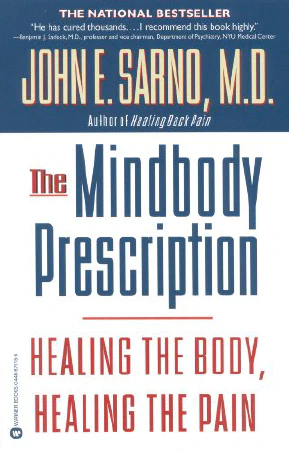 THE NATIONAL BESTSELLER
"He has cured thousands....I recommend this book highly."
—Benjamin J. Sadock, M.D., professor and vice chairman, Department of Psychiatry, NYU Medical Center
JOHN E. SARNO, M.D.
Author of Healing Back Pain
The Mindbody
Prescription
HEALING THE BODY,
HEALING THE PAIN